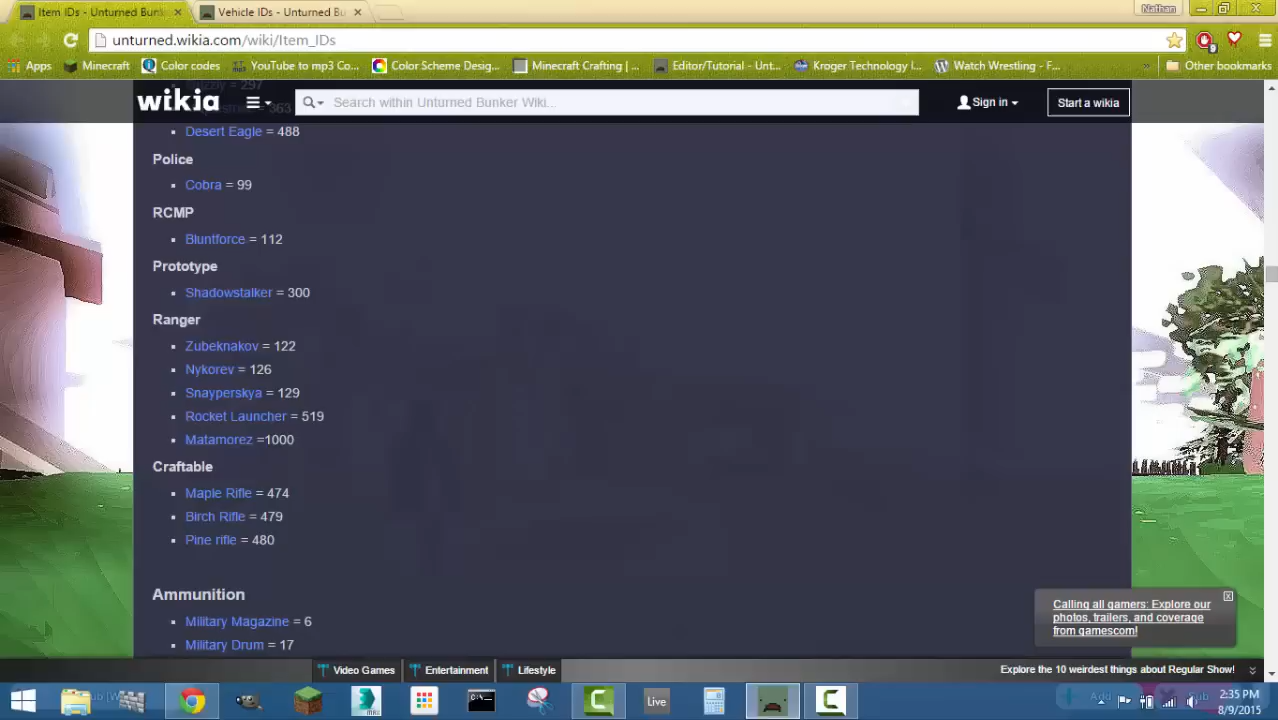 Item IDs - Unturned Bunk
Vehicle IDs - Unturned Bu
Nathan
unturned.wikia.com/wiki/Item_IDs
Apps
Minecraft
Color codes
YouTube to mp3 Co...
Color Scheme Desig...
Minecraft Crafting | ...
Editor/Tutorial - Unt...
Kroger Technology I...
Watch Wrestling - F...
»
Other bookmarks
= 297
wikia
363
Search within Unturned Bunker Wiki...
Sign in
Start a wikia
Desert Eagle = 488
Police
Cobra = 99
RCMP
Bluntforce = 112
Prototype
Shadowstalker = 300
Ranger
Zubeknakov = 122
Nykorev = 126
Snayperskya = 129
Rocket Launcher = 519
Matamorez =1000
Craftable
Maple Rifle = 474
Birch Rifle = 479
Pine rifle = 480
Ammunition
Military Magazine = 6
Military Drum = 17
Calling all gamers: Explore our
photos, trailers, and coverage
from gamescom!
Video Games
Entertainment
Lifestyle
Explore the 10 weirdest things about Regular Show!
Live
2:35 PM
8/9/2015